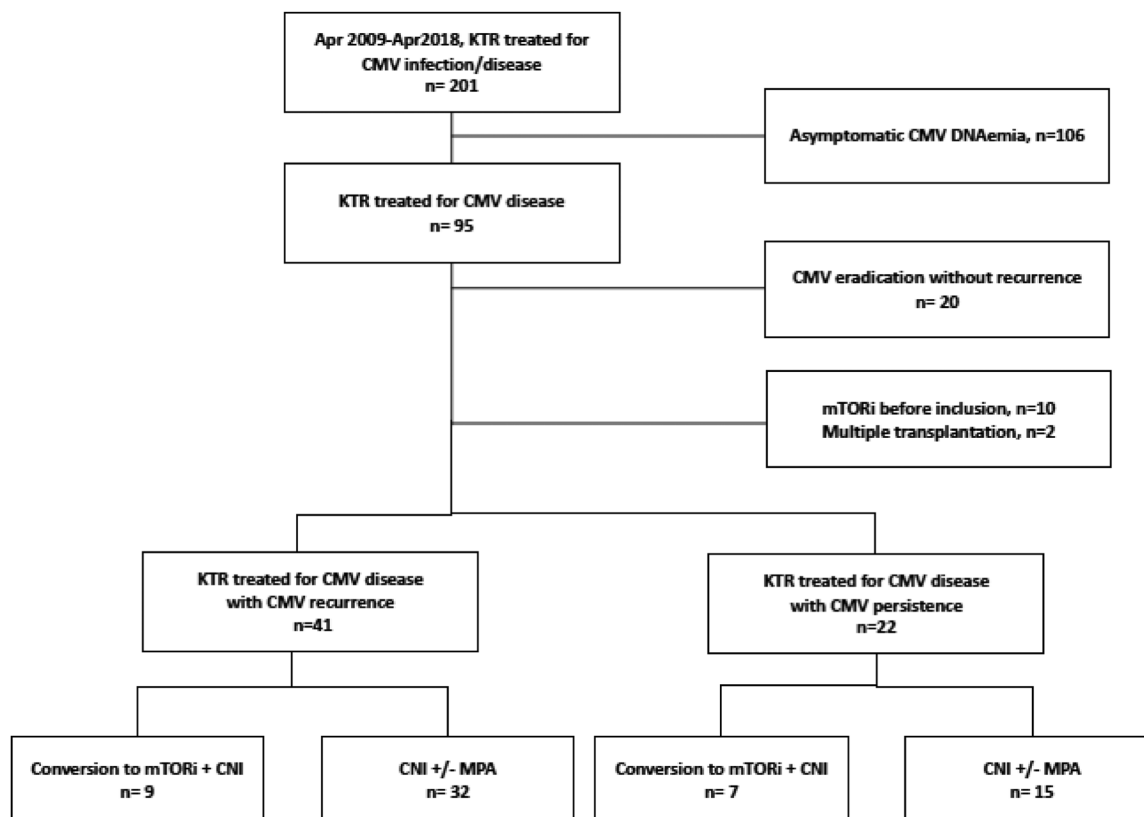 Apr 2009-Apr2018, KTR treated for
CMV infection/disease
n= 201
Asymptomatic CMV DNAemia, n=106
KTR treated for CMV disease
n= 95
CMV eradication without recurrence
n= 20
mTORi before inclusion, n=10
Multiple transplantation, n=2
KTR treated for CMV disease
with CMV recurrence
n=41
KTR treated for CMV disease
with CMV persistence
n=22
Conversion to mTORi + CNI
n= 9
CNI +/- MPA
n= 32
Conversion to mTORi + CNI
n= 7
CNI +/- MPA
n= 15